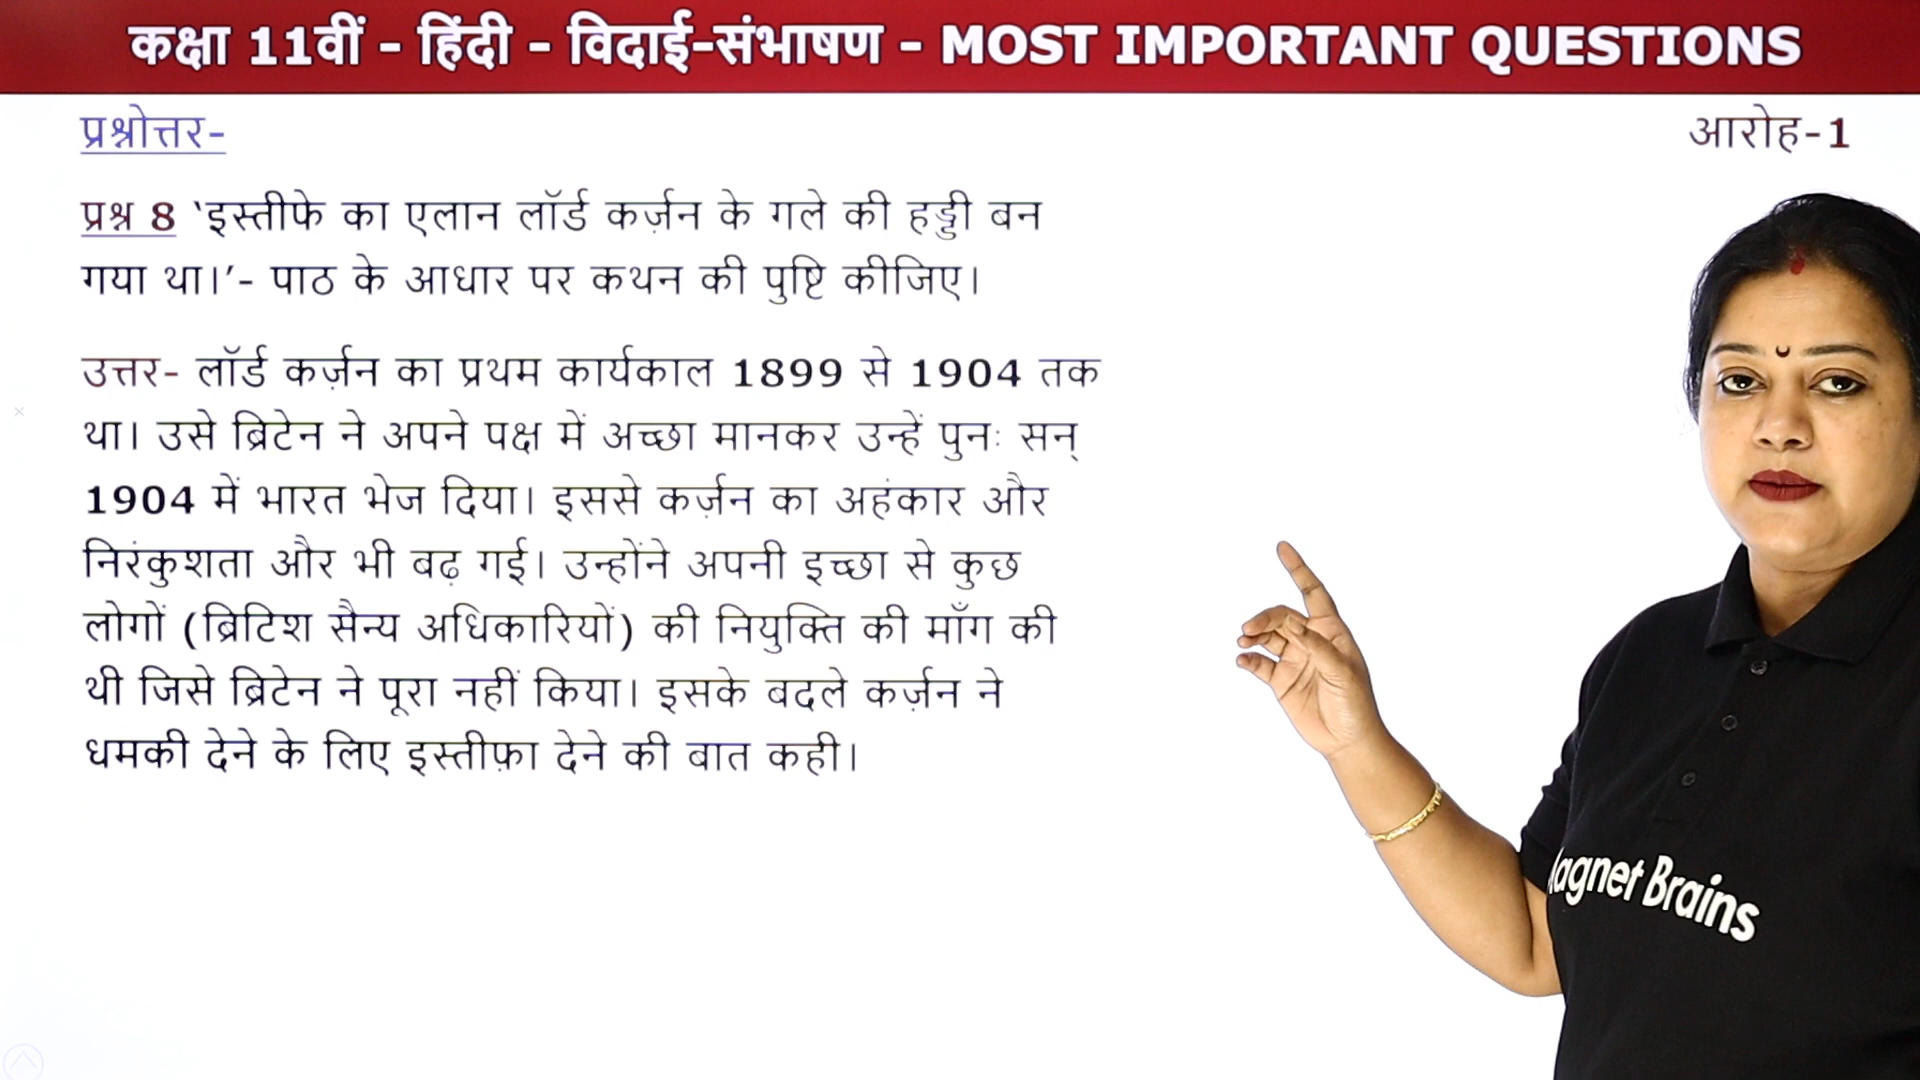 कक्षा 11वीं - हिंदी - विदाई-संभाषण - MOST IMPORTANT QUESTIONS
प्रश्नोत्तर-
आरोह-1
प्रश्न 8 ‘इस्तीफे का एलान लॉर्ड कर्ज़न के गले की हड्डी बन
गया था।’- पाठ के आधार पर कथन की पुष्टि कीजिए।
उत्तर- लॉर्ड कर्ज़न का प्रथम कार्यकाल 1899 से 1904 तक
था। उसे ब्रिटेन ने अपने पक्ष में अच्छा मानकर उन्हें पुनः सन्
1904 में भारत भेज दिया। इससे कर्ज़न का अहंकार और
निरंकुशता और भी बढ़ गई। उन्होंने अपनी इच्छा से कुछ
लोगों (ब्रिटिश सैन्य अधिकारियों) की नियुक्ति की माँग की
थी जिसे ब्रिटेन ने पूरा नहीं किया। इसके बदले कर्ज़न ने
धमकी देने के लिए इस्तीफ़ा देने की बात कही।
agnet Brains